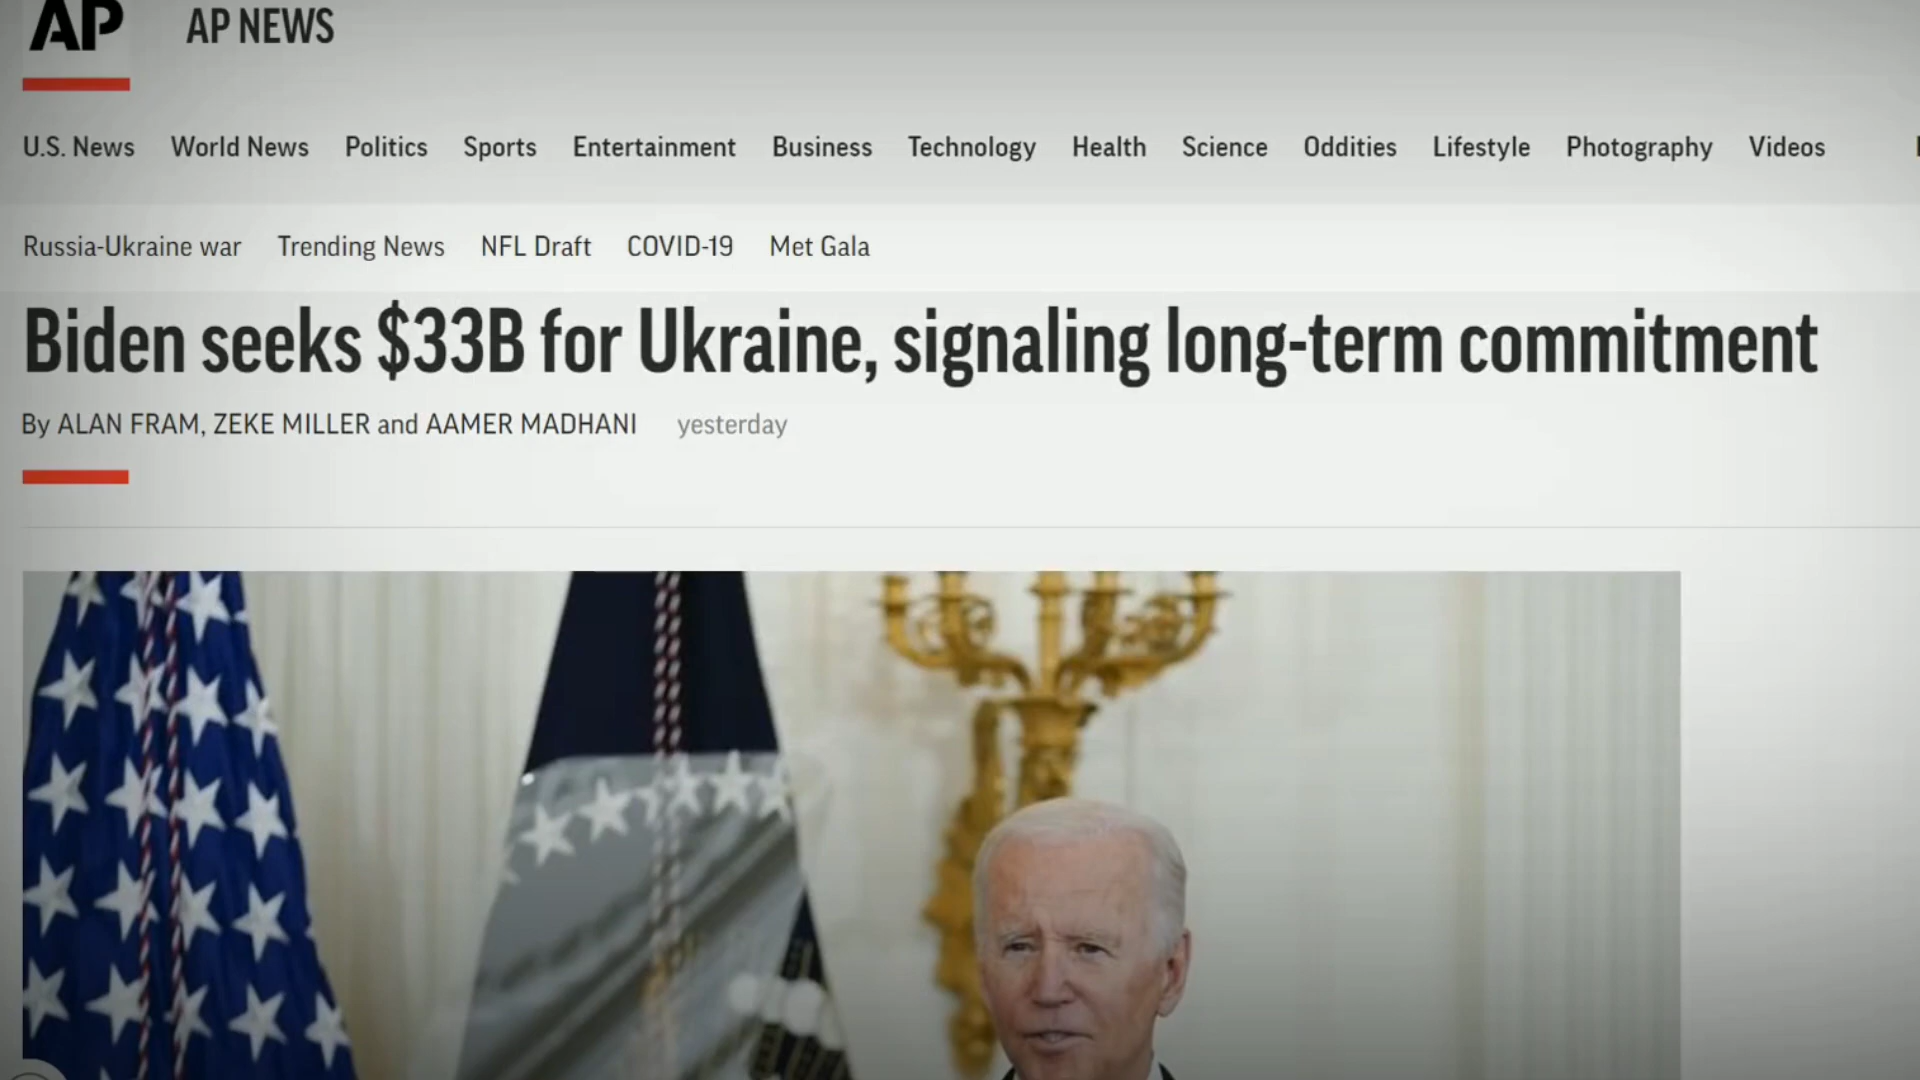 AP AP NEWS
U.S. News World News Politics Sports Entertainment Business Technology Health Science Oddities Lifestyle Photography Videos
Russia-Ukraine war Trending News NFL Draft COVID-19 Met Gala
Biden seeks $33B for Ukraine, signaling long-term commitment
By ALAN FRAM, ZEKE MILLER and AAMER MADHANI yesterday